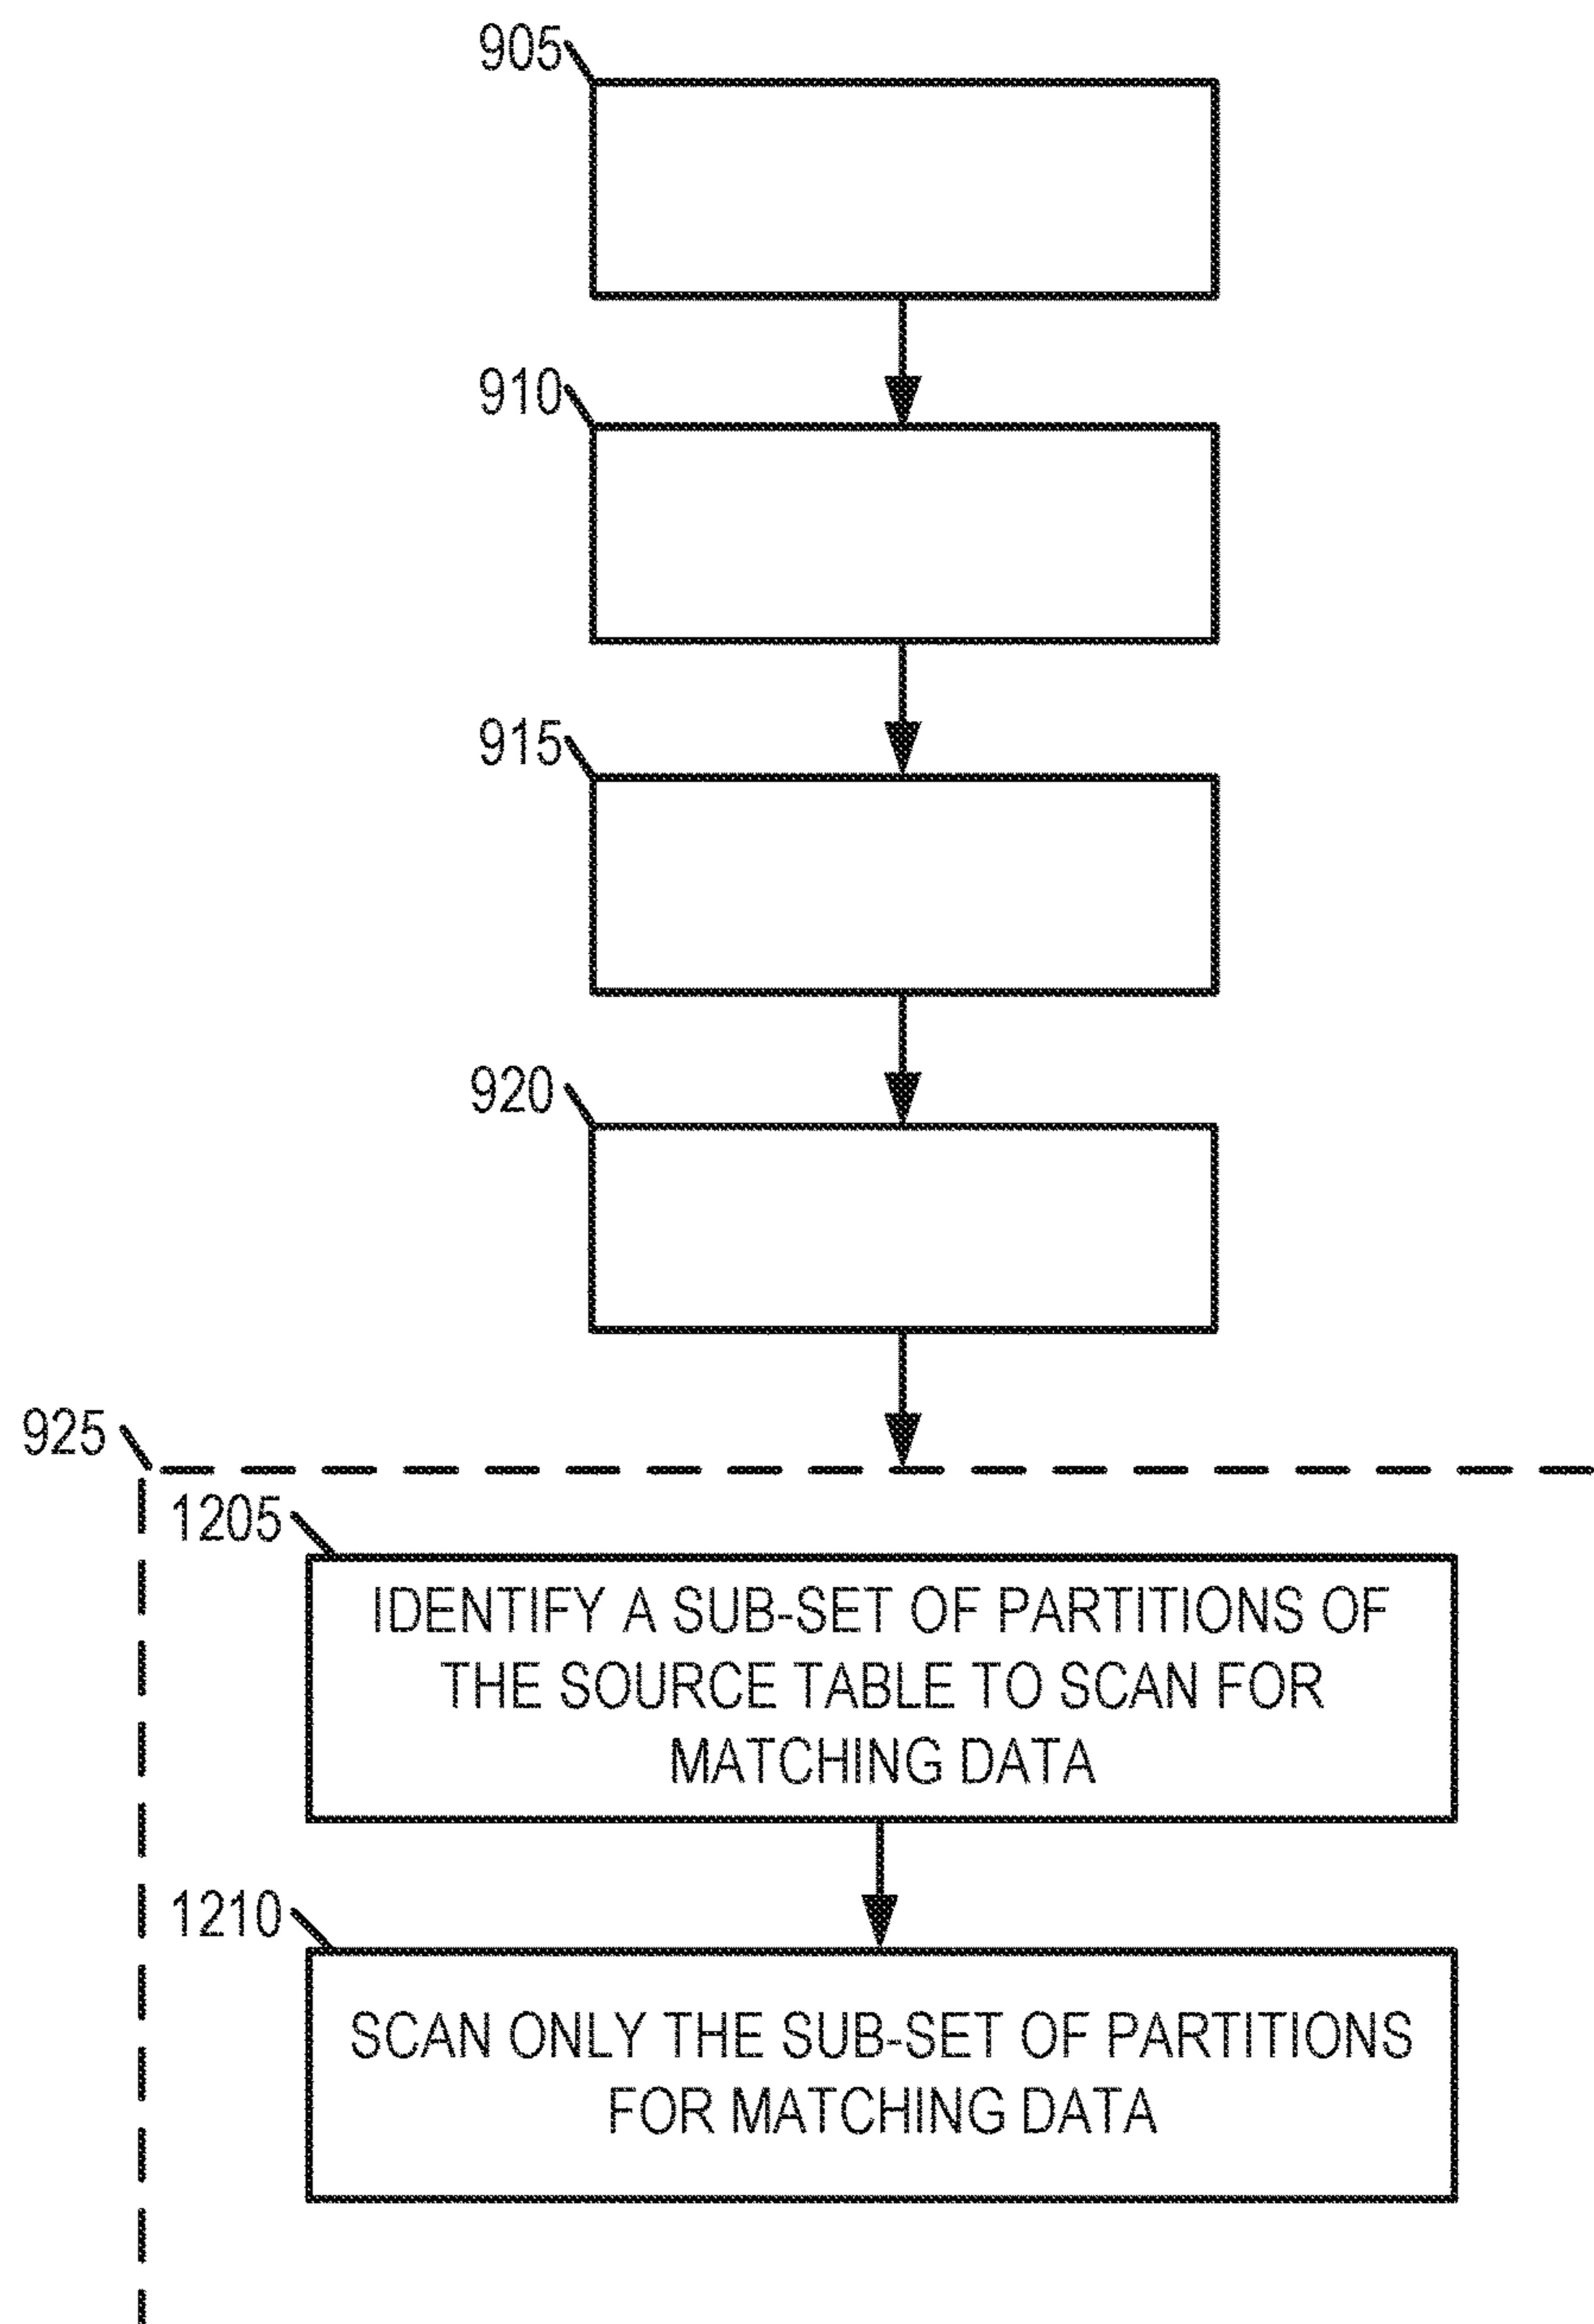 905
910
915
920
925
1205
IDENTIFY A SUB-SET OF PARTITIONS OF
THE SOURCE TABLE TO SCAN FOR
MATCHING DATA
1210
SCAN ONLY THE SUB-SET OF PARTITIONS
FOR MATCHING DATA